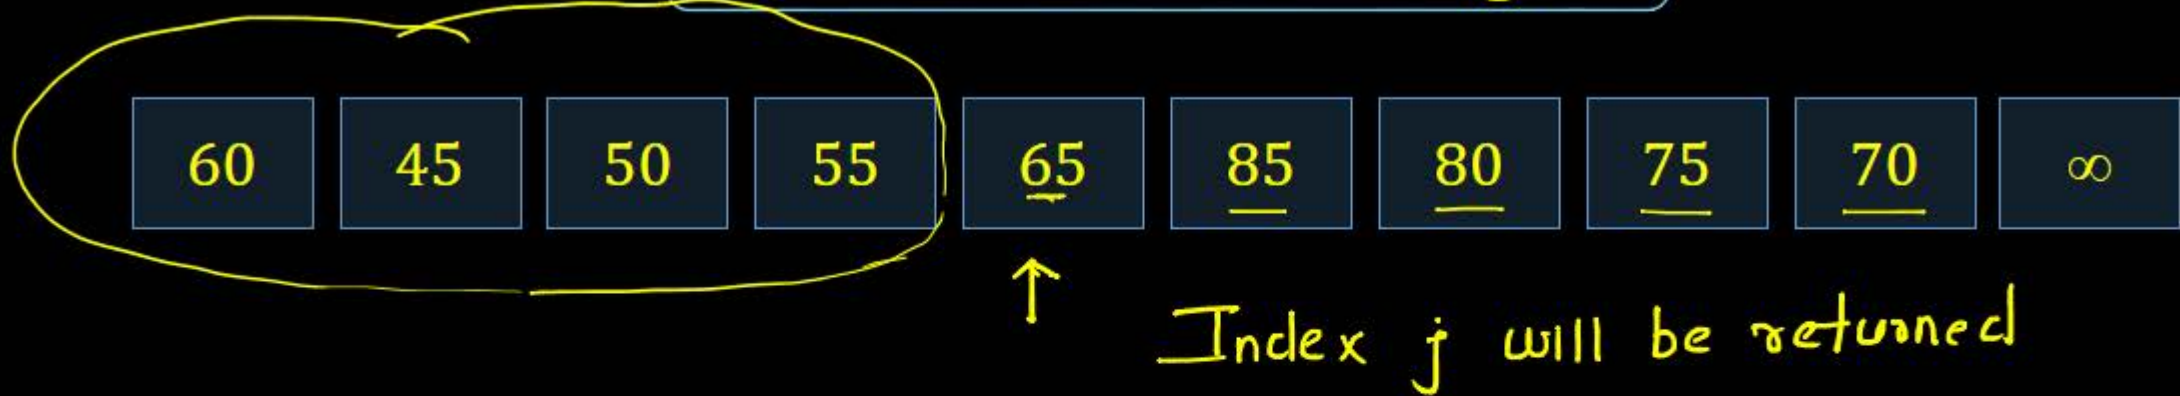 60 45 50 55 65 85 80 75 70 ∞
Index j will be returned